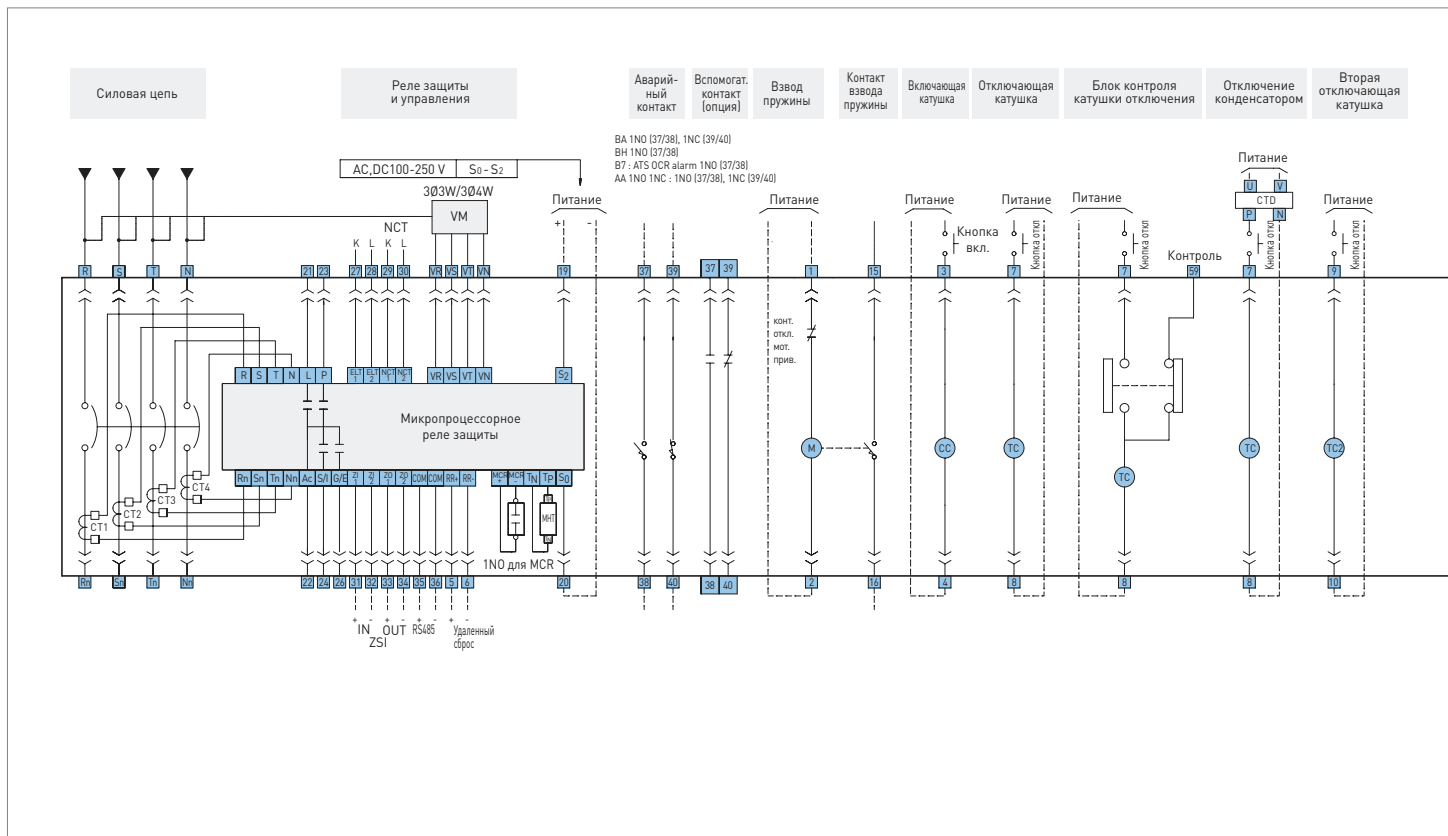 Силовая цепь
Реле защиты
и управления
Аварий-
ный
контакт
Вспомогат.
контакт
(опция)
Взвод
пружины
Контакт
взвода
пружины
Включающая
катушка
Отключающая
катушка
Блок контроля
катушки отключения
Отключение
конденсатором
Вторая
отключающая
катушка
BA 1NO (37/38), 1NC (39/40)
BH 1NO (37/38)
B7 : ATS OCR alarm 1NO (37/38)
AA 1NO 1NC : 1NO (37/38), 1NC (39/40)
AC,DC100-250 V S0 - S2
3Ø3W/3Ø4W
VM
NCT
K L K L
Питание
+ -
Питание
Питание
Питание
Питание
Питание
U V
CTD
P N
Питание
Кнопка
вкл.
Кнопка откл
Кнопка откл
Контроль
Кнопка откл
Кнопка откл
R S T N 21 23 27 28 29 30 VR VS VT VN 19 37 39 37 39 1 15 3 7 7 59 7 9
конт.
откл.
мот.
прив.
R S T N L P ELT 1 ELT 2 NCT 1 NCT 2 VR VS VT VN S2
Микропроцессорное
реле защиты
Rn Sn Tn Nn Ac S/I G/E ZI 1 ZI 2 ZO 1 ZO 2 COM COM RR+ RR- MCR + MCR - TN TP S0
M CC TC TC TC TC2
CT1 CT2 CT3 CT4
MHT
1NO для MCR
Rn Sn Tn Nn 22 24 26 31 32 33 34 35 36 5 6 20 38 40 38 40 2 16 4 8 8 8 10
+ - + - + - + -
IN OUT RS485 Удаленный
сброс
ZSI